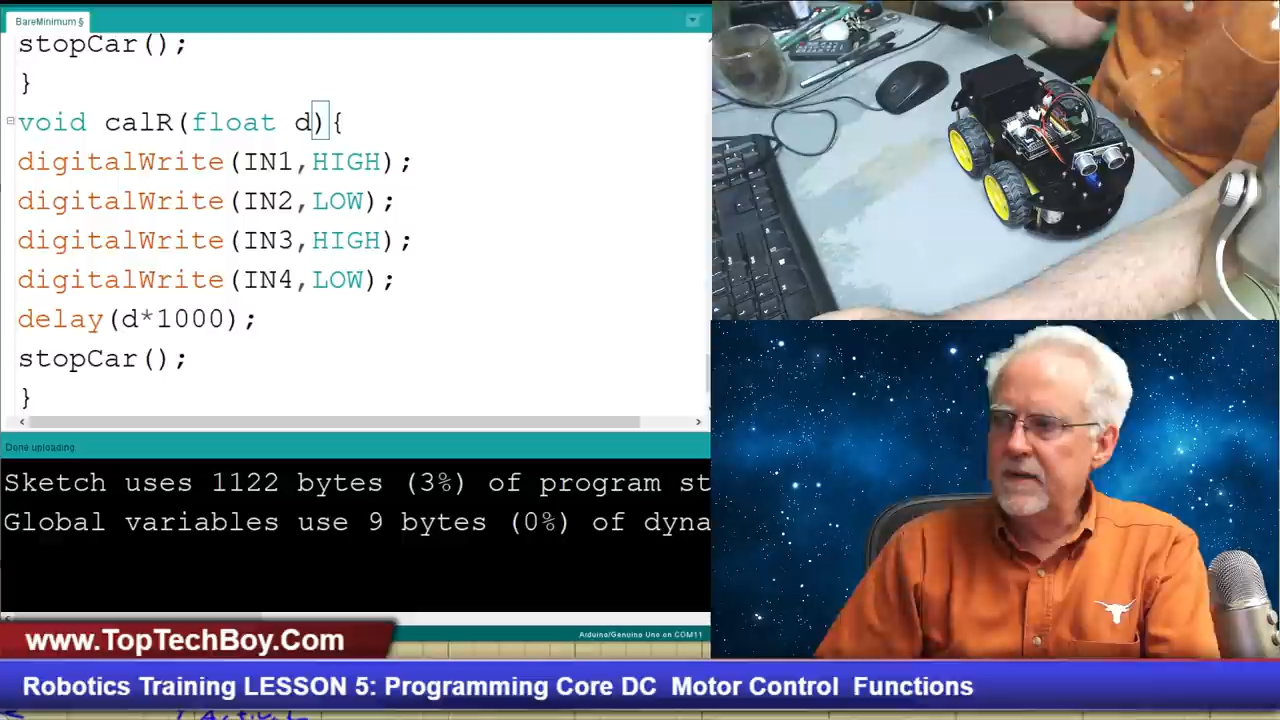 BareMinimum §
stopCar();
}
void calR(float d){
digitalWrite(IN1,HIGH);
digitalWrite(IN2,LOW);
digitalWrite(IN3,HIGH);
digitalWrite(IN4,LOW);
delay(d*1000);
stopCar();
}
Done uploading.
Sketch uses 1122 bytes (3%) of program st
Global variables use 9 bytes (0%) of dyna
Arduino/Genuino Uno on COM11
www.TopTechBoy.Com
Robotics Training LESSON 5: Programming Core DC Motor Control Functions